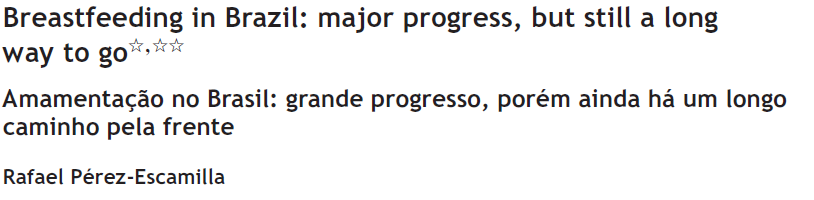 Breastfeeding in Brazil: major progress, but still a long
way to go☆,☆☆
Amamentação no Brasil: grande progresso, porém ainda há um longo
caminho pela frente
Rafael Pérez-Escamilla